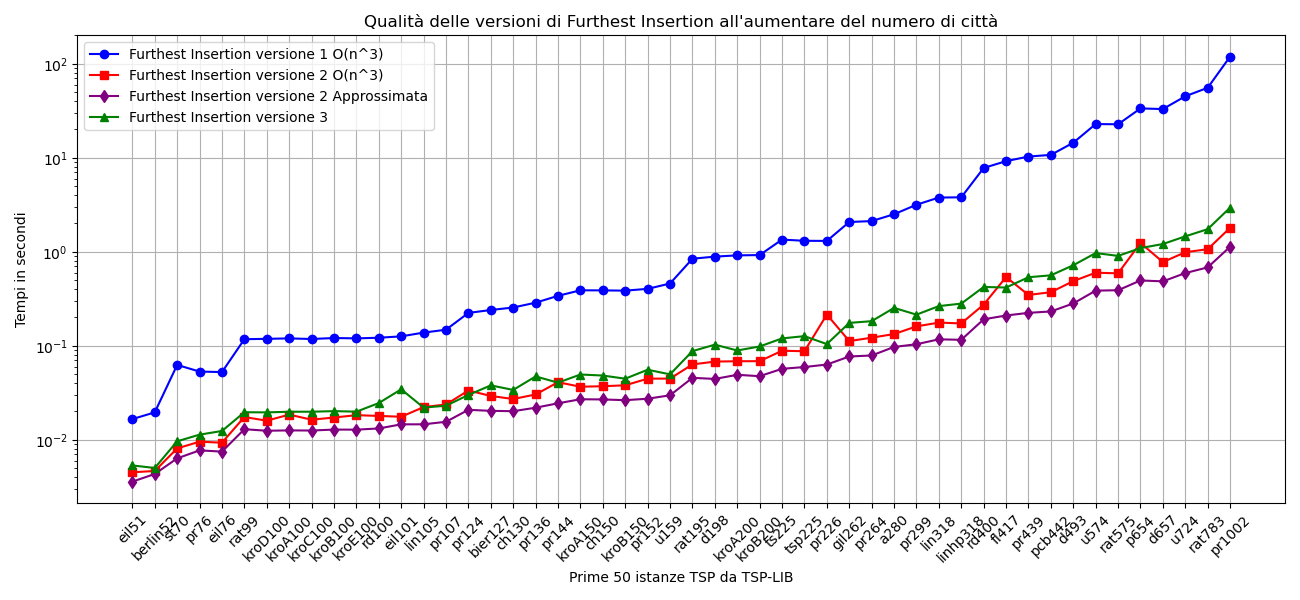 Qualità delle versioni di Furthest Insertion all'aumentare del numero di città
Furthest Insertion versione 1 O(n^3)
Furthest Insertion versione 2 O(n^3)
Furthest Insertion versione 2 Approssimata
Furthest Insertion versione 3
Tempi in secondi
10^2
10^1
10^0
10^-1
10^-2
eil51
berlin52
st70
pr76
eil76
rat99
kroD100
kroA100
kroC100
kroB100
kroE100
rd100
eil101
lin105
pr107
pr124
bier127
ch130
pr136
pr144
kroA150
ch150
kroB150
pr152
u159
rat195
d198
kroA200
kroB200
ts225
tsp225
pr226
gil262
pr264
a280
pr299
lin318
linhp318
rd400
fl417
pr439
pcb442
d493
u574
rat575
p654
d657
u724
rat783
pr1002
Prime 50 istanze TSP da TSP-LIB